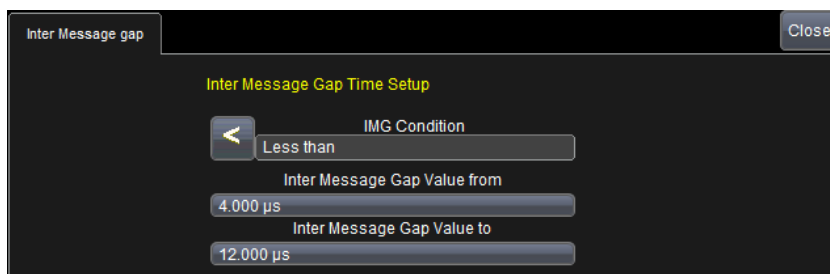 Inter Message gap
Close
Inter Message Gap Time Setup
IMG Condition
<
Less than
Inter Message Gap Value from
4.000 µs
Inter Message Gap Value to
12.000 µs